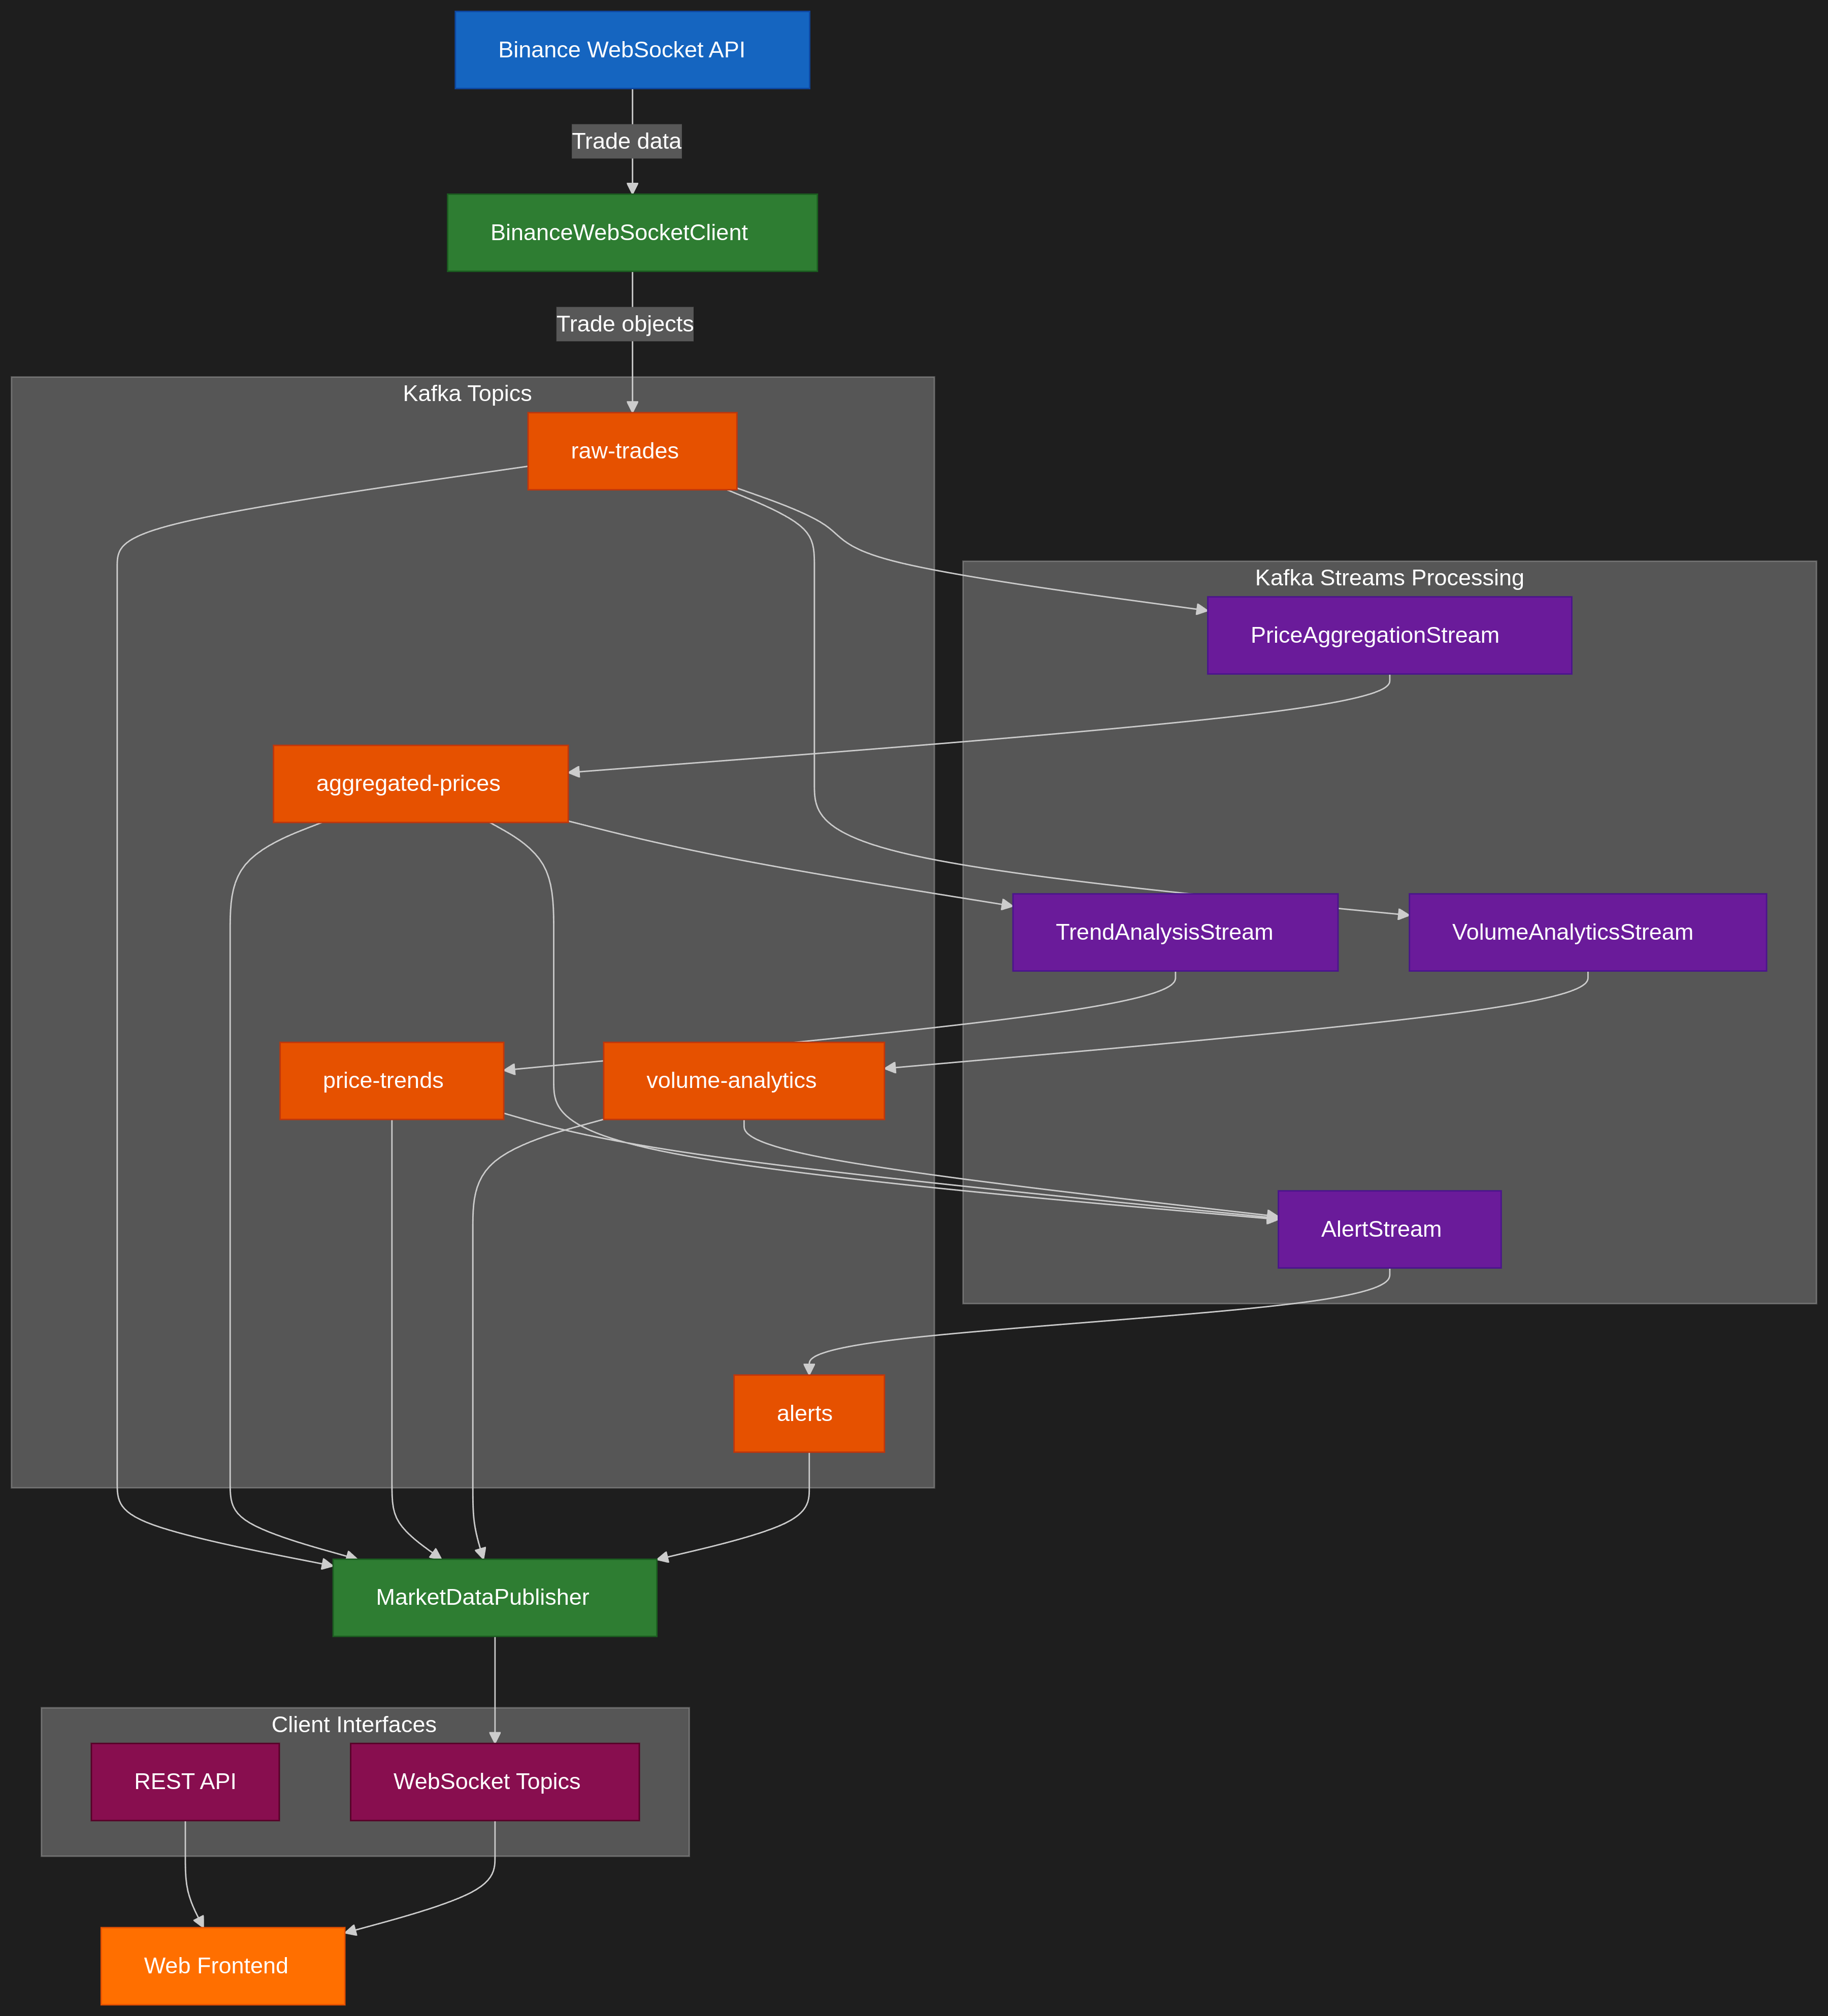 Binance WebSocket API
Trade data
BinanceWebSocketClient
Trade objects
Kafka Topics
raw-trades
Kafka Streams Processing
PriceAggregationStream
aggregated-prices
TrendAnalysisStream
VolumeAnalyticsStream
price-trends
volume-analytics
AlertStream
alerts
MarketDataPublisher
Client Interfaces
REST API
WebSocket Topics
Web Frontend